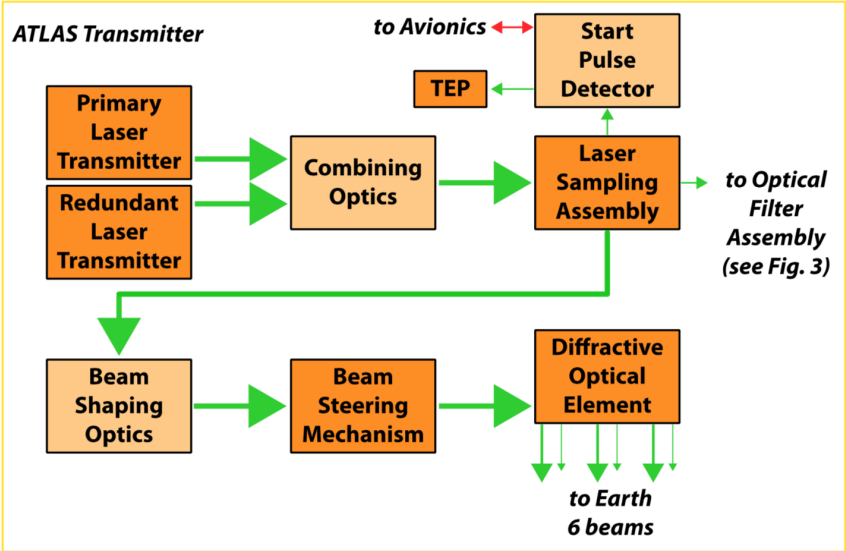 ATLAS Transmitter
to Avionics
Start
Pulse
Detector
TEP
Primary
Laser
Transmitter
Redundant
Laser
Transmitter
Combining
Optics
Laser
Sampling
Assembly
to Optical
Filter
Assembly
(see Fig. 3)
Beam
Shaping
Optics
Beam
Steering
Mechanism
Diffractive
Optical
Element
to Earth
6 beams